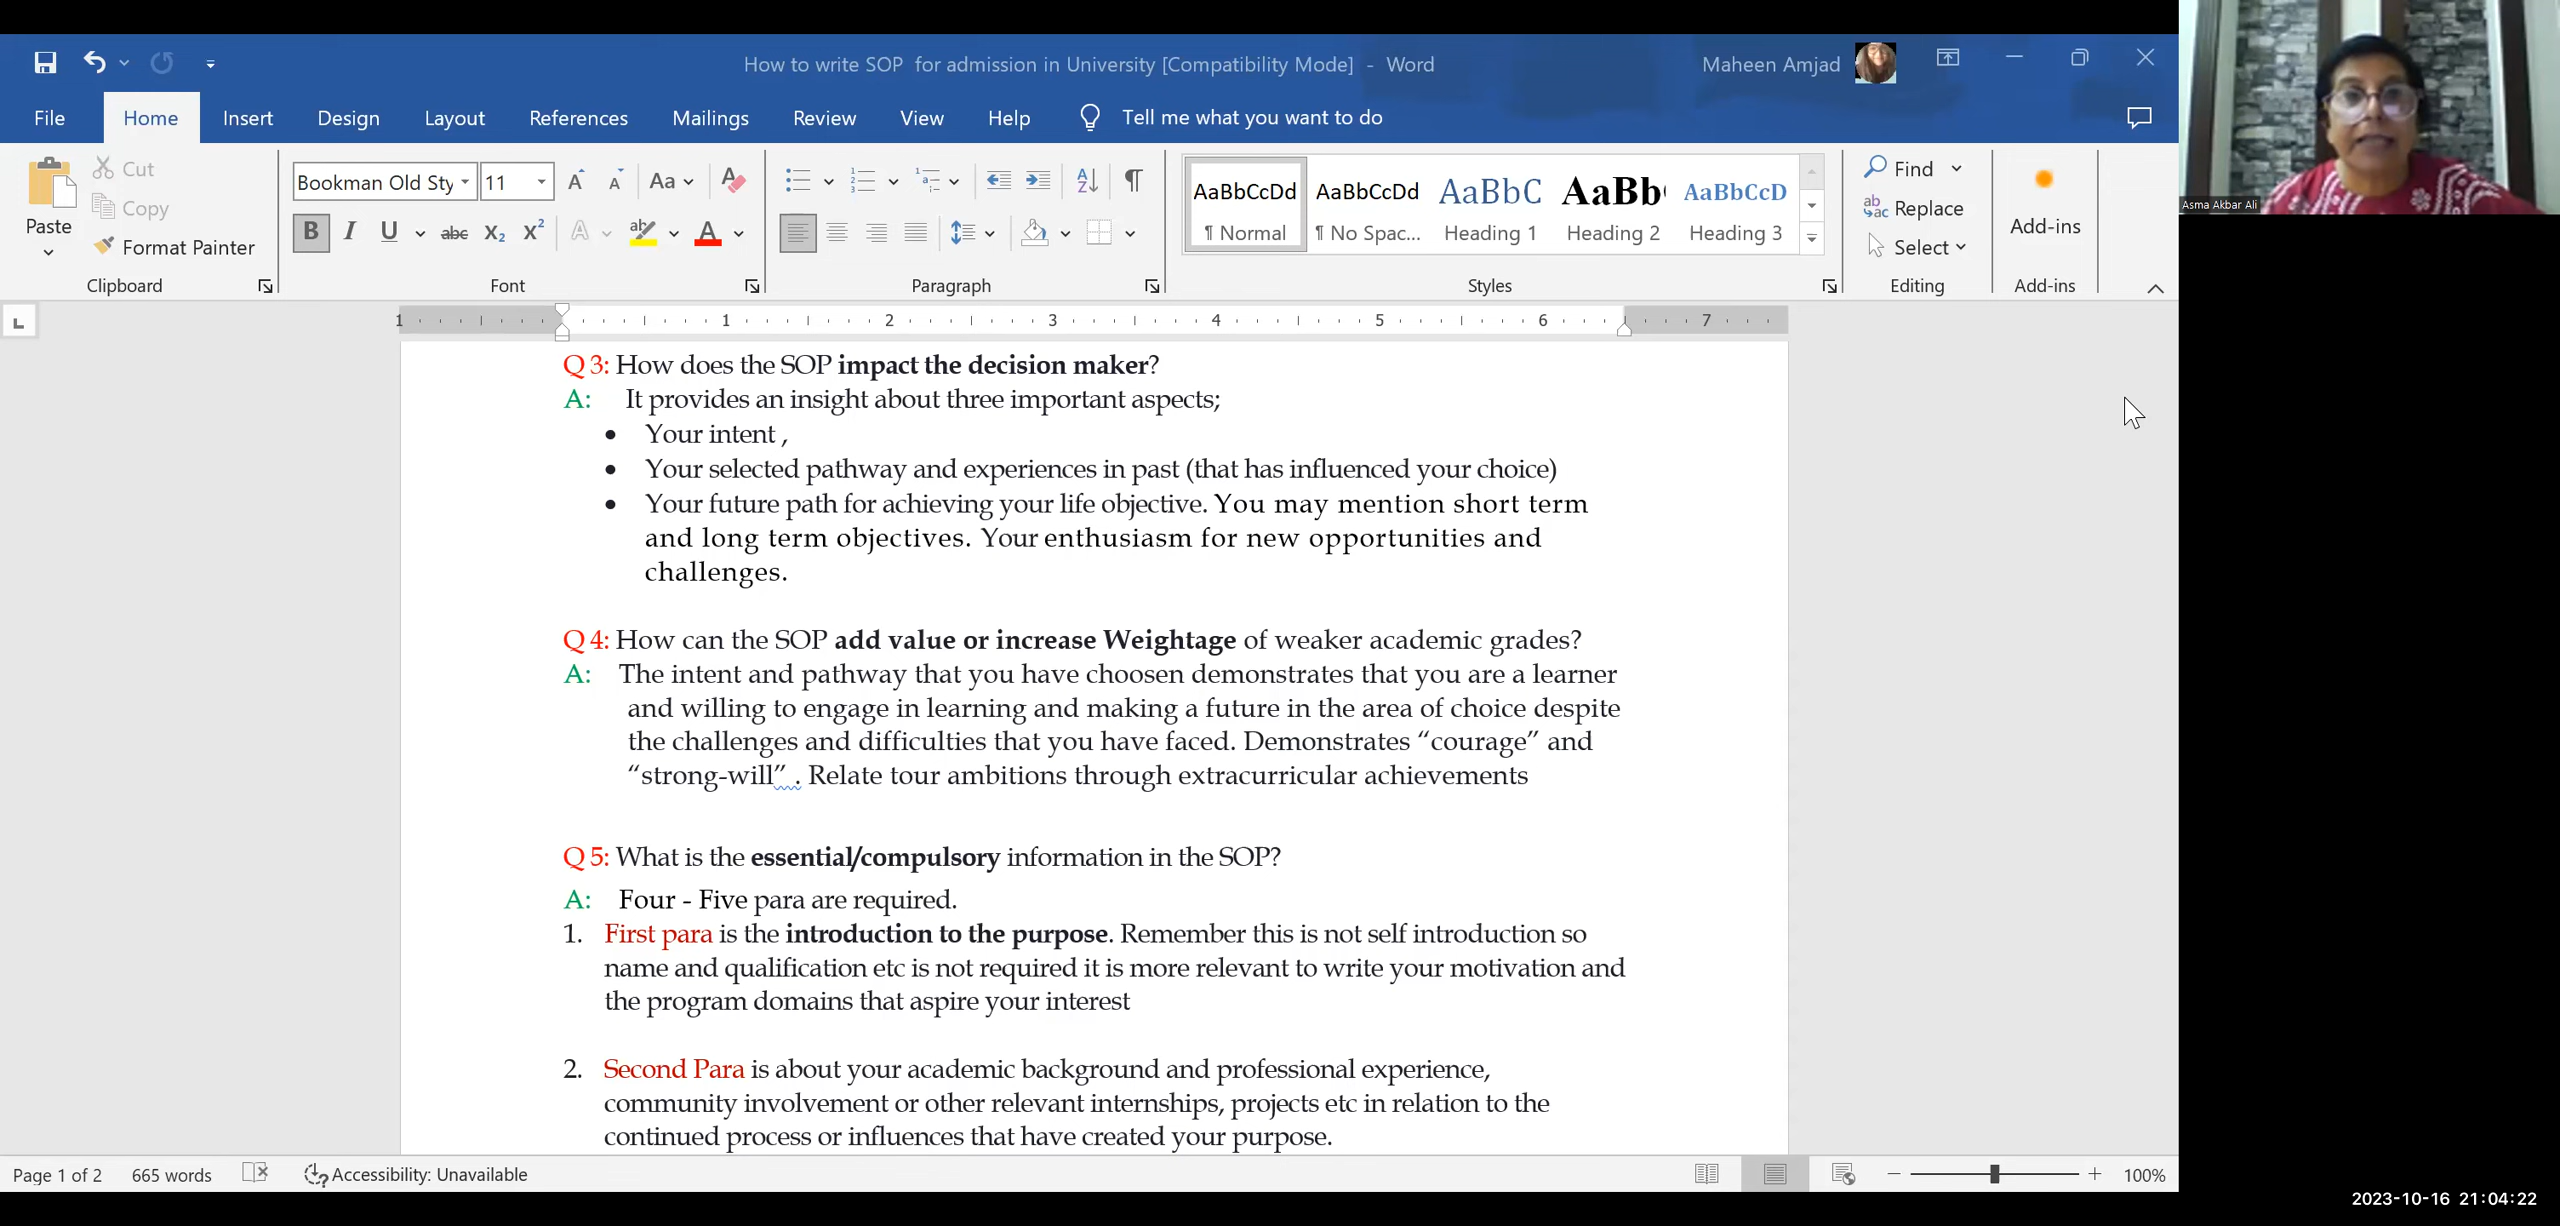 How to write SOP for admission in University [Compatibility Mode] - Word
Maheen Amjad
File Home Insert Design Layout References Mailings Review View Help Tell me what you want to do
Paste
Cut
Copy
Format Painter
Clipboard
Bookman Old Sty 11
Aa
B I U abc X₂ X² A ab A
Font
Paragraph
AaBbCcDd AaBbCcDd AaBbC AaBb AaBbCcD
¶ Normal ¶ No Spac... Heading 1 Heading 2 Heading 3
Styles
Find
Replace
Select
Editing
Add-ins
Add-ins
Asma Akbar Ali
1 1 2 3 4 5 6 7
Q 3: How does the SOP impact the decision maker?
A: It provides an insight about three important aspects;
• Your intent ,
• Your selected pathway and experiences in past (that has influenced your choice)
• Your future path for achieving your life objective. You may mention short term
and long term objectives. Your enthusiasm for new opportunities and
challenges.
Q 4: How can the SOP add value or increase Weightage of weaker academic grades?
A: The intent and pathway that you have choosen demonstrates that you are a learner
and willing to engage in learning and making a future in the area of choice despite
the challenges and difficulties that you have faced. Demonstrates “courage” and
“strong-will” . Relate tour ambitions through extracurricular achievements
Q 5: What is the essential/compulsory information in the SOP?
A: Four - Five para are required.
1. First para is the introduction to the purpose. Remember this is not self introduction so
name and qualification etc is not required it is more relevant to write your motivation and
the program domains that aspire your interest
2. Second Para is about your academic background and professional experience,
community involvement or other relevant internships, projects etc in relation to the
continued process or influences that have created your purpose.
Page 1 of 2 665 words Accessibility: Unavailable 100%
2023-10-16 21:04:22